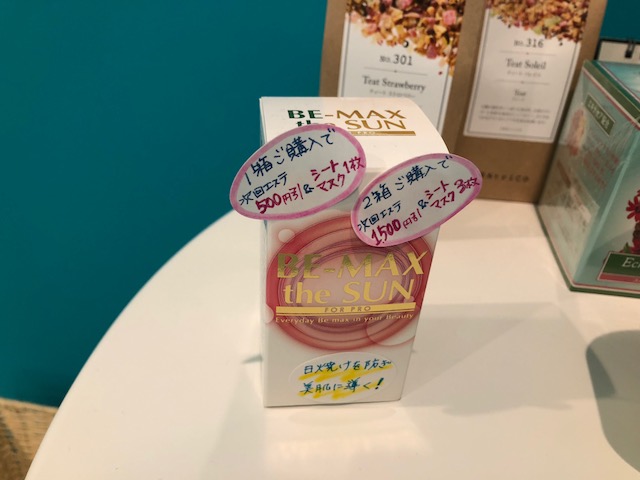 No.301
Teat Strawberry
No.316
Teat Soleil
BE-MAX
the SUN
1箱ご購入で
次回エステ
500円引&シートマスク1枚
2箱ご購入で
次回エステ
1,500円引&シートマスク3枚
BE-MAX
the SUN
FOR PRO
Everyday Be max in your Beauty
日焼けを防ぎ
美肌に導く!